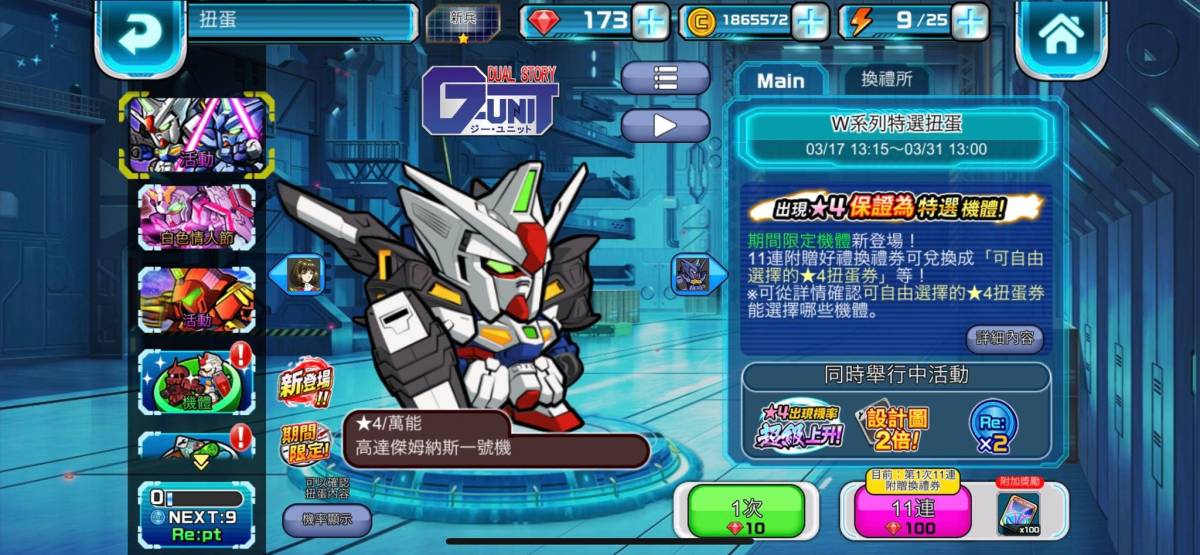 扭蛋
新兵
173
1865572
9/25
活動
白色情人節
活動
機體
0
NEXT:9
Re:pt
DUAL STORY
G-UNIT
ジー・ユニット
新登場!!
期間限定!
★4/萬能
高達傑姆納斯一號機
可以確認
扭蛋內容
機率顯示
Main
換禮所
W系列特選扭蛋
03/17 13:15～03/31 13:00
出現★4保證為特選機體!
期間限定機體新登場！
11連附贈好禮換禮券可兌換成「可自由
選擇的★4扭蛋券」等！
※可從詳情確認可自由選擇的★4扭蛋券
能選擇哪些機體。
詳細內容
同時舉行中活動
★4出現機率
超級上升!
設計圖
2倍!
Re:
×2
1次
10
目前：第1次11連
附贈換禮券
11連
100
附加獎勵
x100